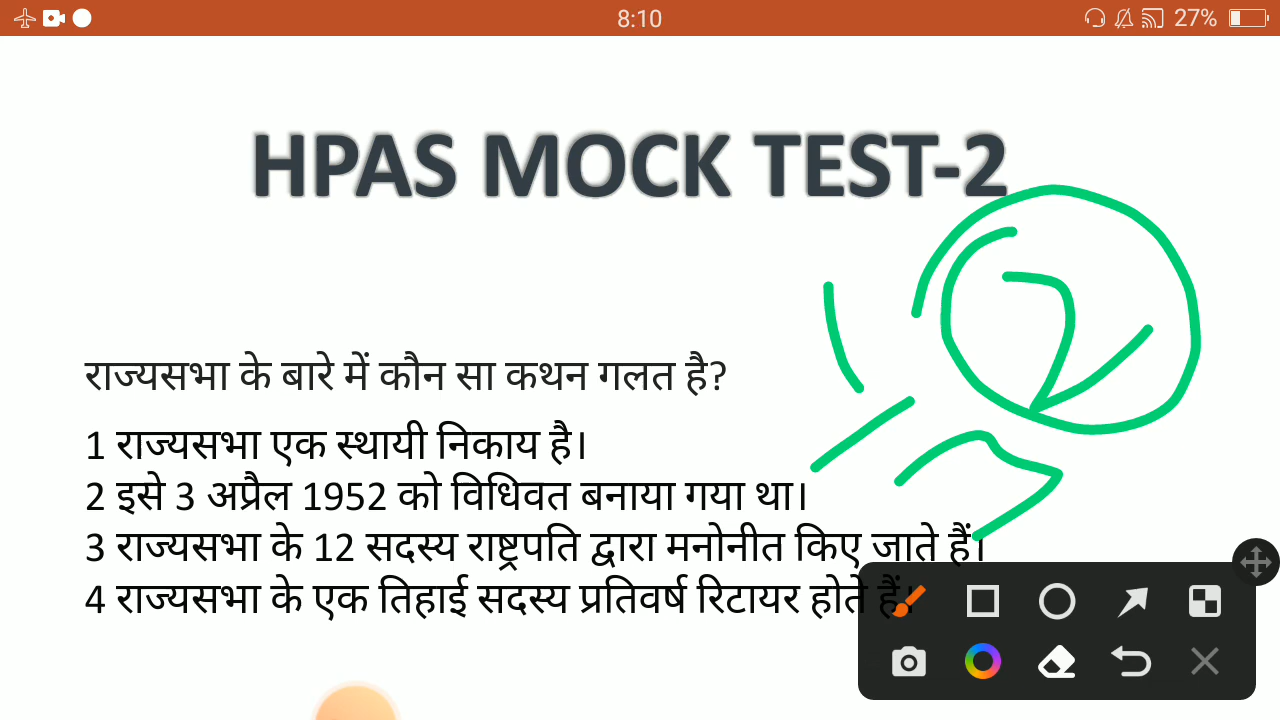 8:10
27%
HPAS MOCK TEST-2
2
राज्यसभा के बारे में कौन सा कथन गलत है?
1 राज्यसभा एक स्थायी निकाय है।
2 इसे 3 अप्रैल 1952 को विधिवत बनाया गया था।
3 राज्यसभा के 12 सदस्य राष्ट्रपति द्वारा मनोनीत किए जाते हैं।
4 राज्यसभा के एक तिहाई सदस्य प्रतिवर्ष रिटायर होते हैं।